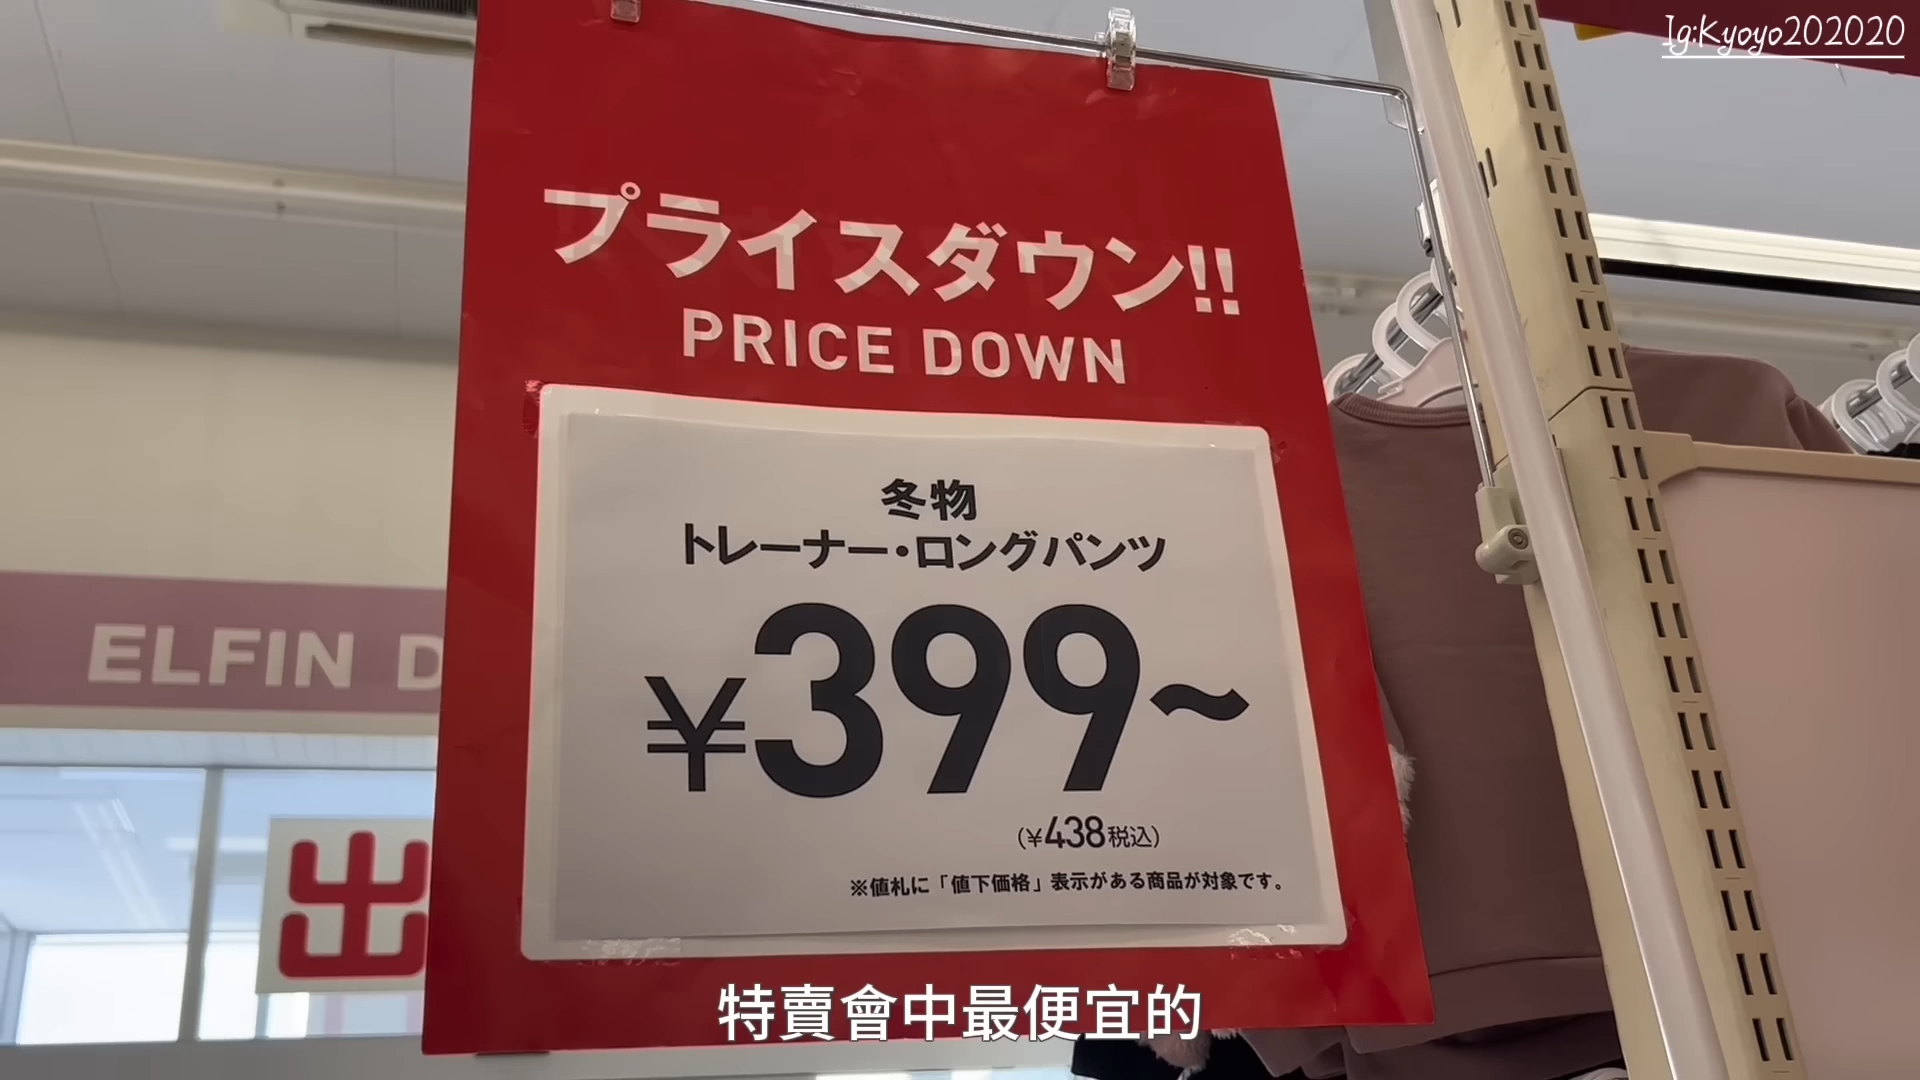 Ig:Kyoyo202020
プライスダウン!!
PRICE DOWN
冬物
トレーナー・ロングパンツ
¥399~
(¥438税込)
※値札に「値下価格」表示がある商品が対象です。
ELFIN D
出
特賣會中最便宜的